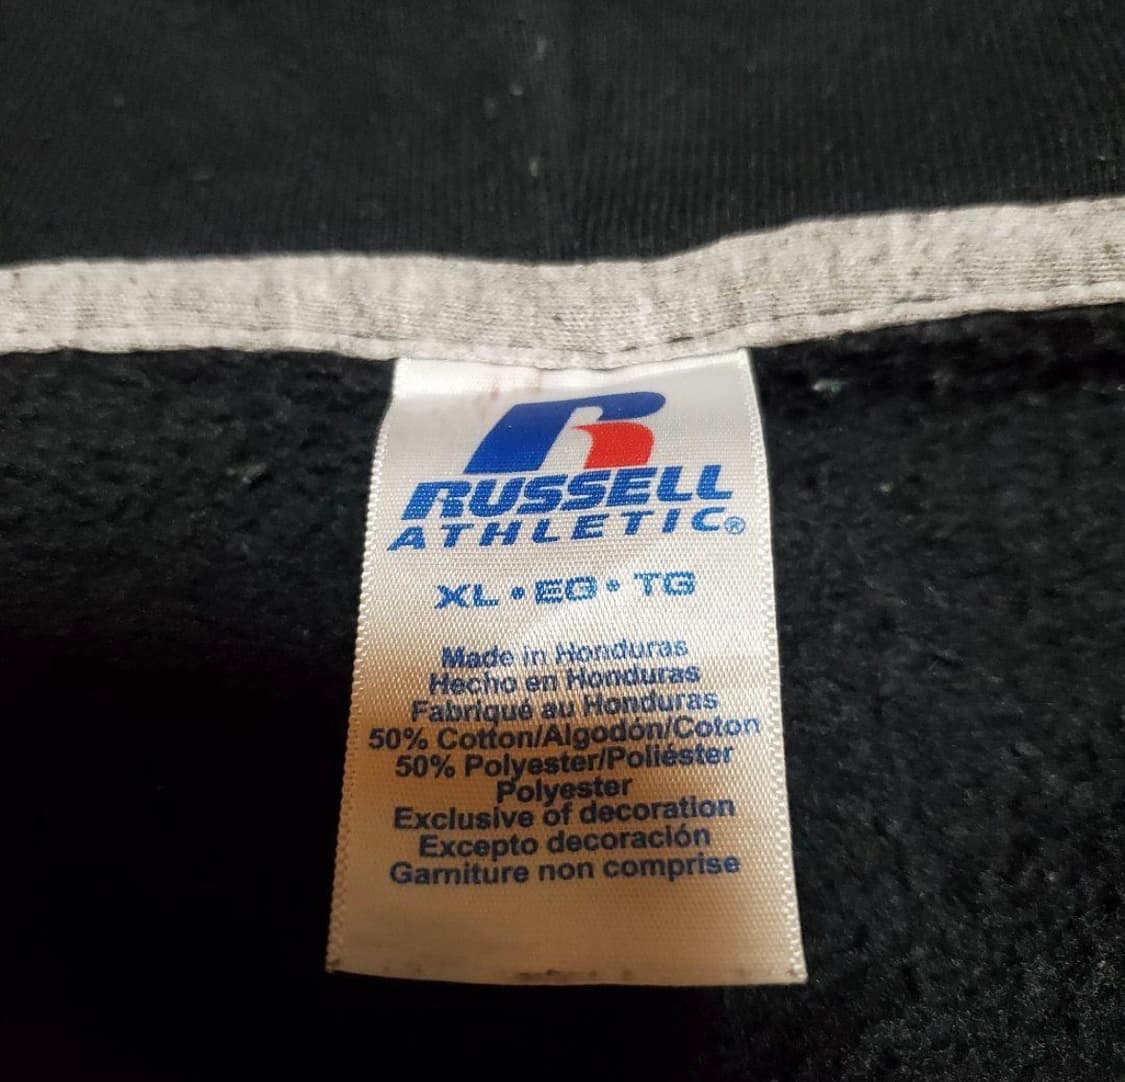 RUSSELL
ATHLETIC®
XL • EG • TG
Made in Honduras
Hecho en Honduras
Fabriqué au Honduras
50% Cotton/Algodón/Coton
50% Polyester/Poliéster
Polyester
Exclusive of decoration
Excepto decoración
Garniture non comprise